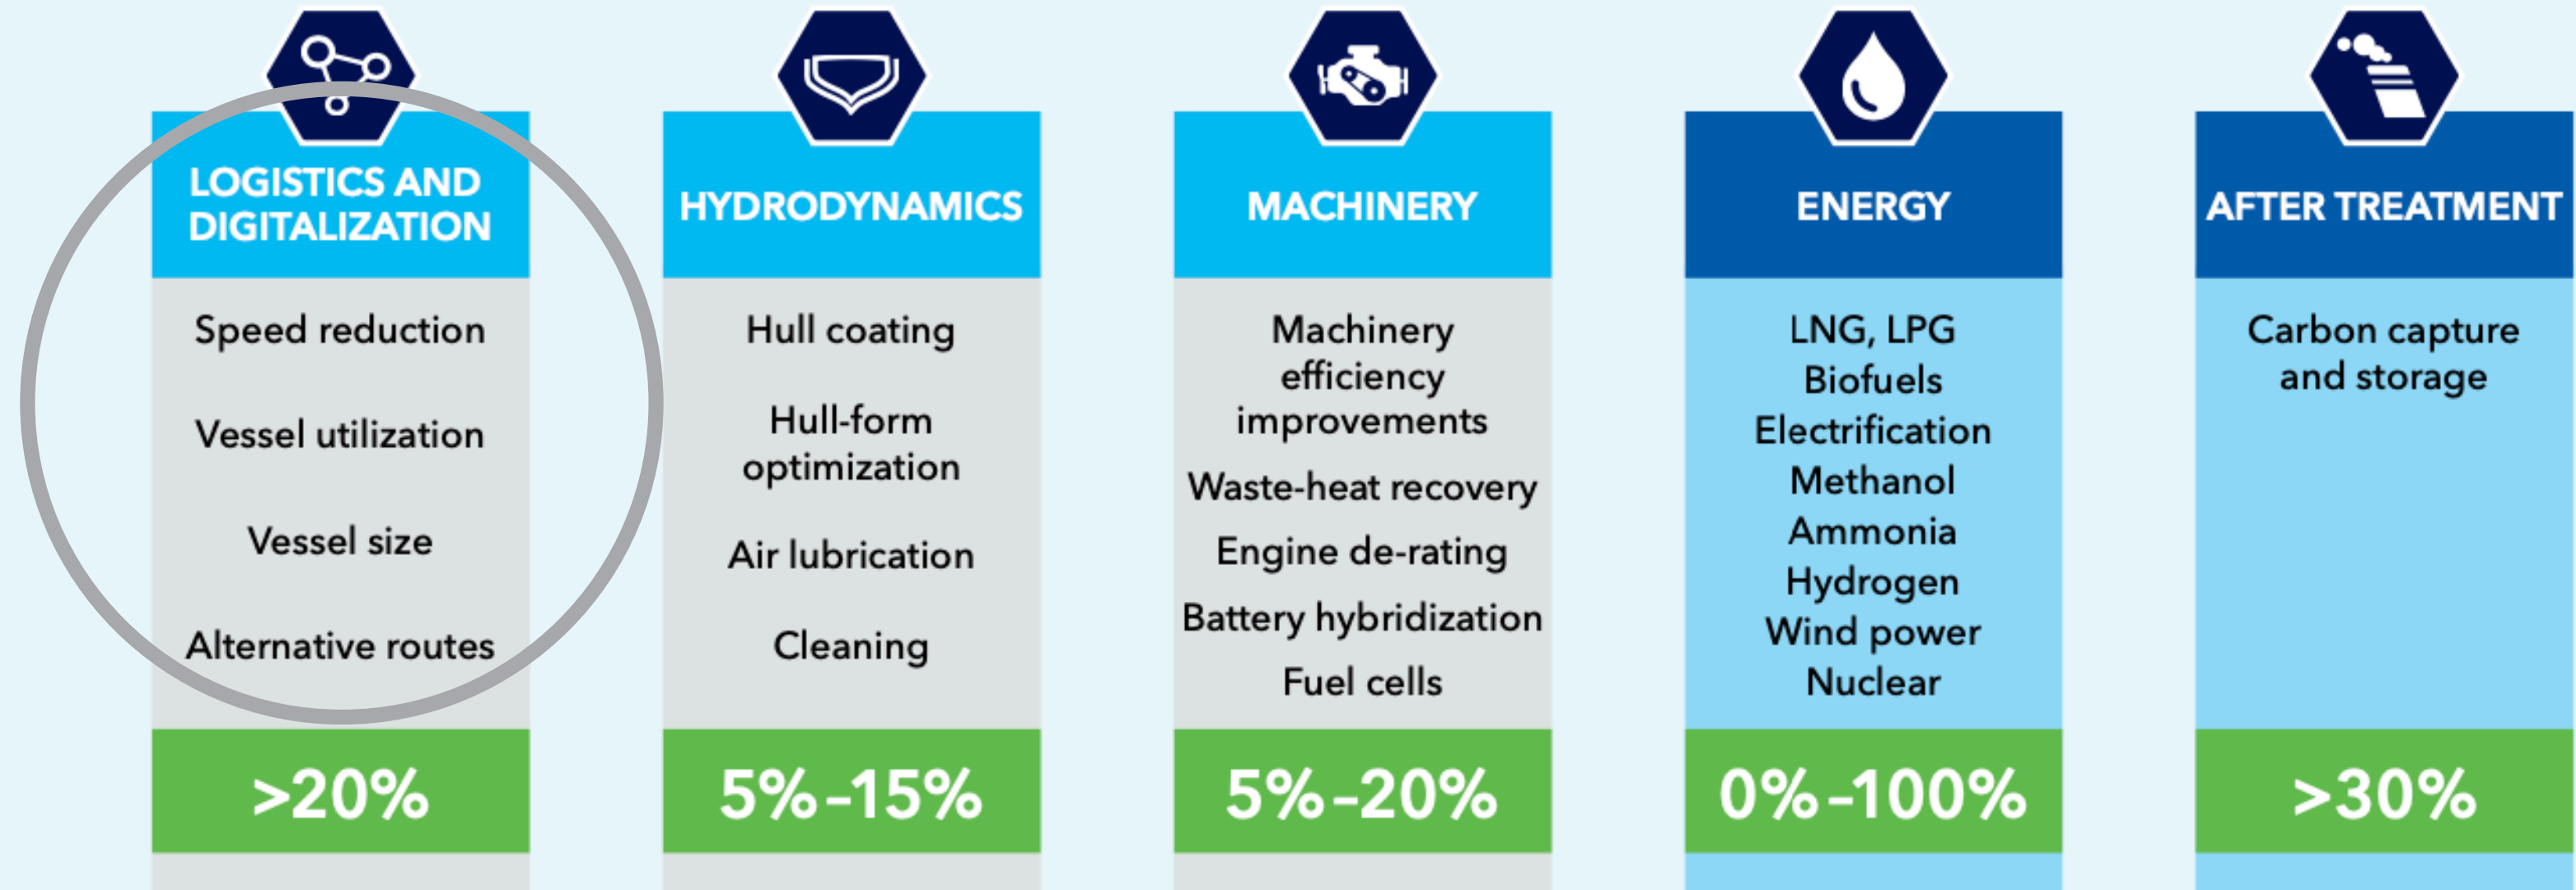 LOGISTICS AND
DIGITALIZATION
Speed reduction
Vessel utilization
Vessel size
Alternative routes
>20%
HYDRODYNAMICS
Hull coating
Hull-form
optimization
Air lubrication
Cleaning
5%–15%
MACHINERY
Machinery
efficiency
improvements
Waste-heat recovery
Engine de-rating
Battery hybridization
Fuel cells
5%–20%
ENERGY
LNG, LPG
Biofuels
Electrification
Methanol
Ammonia
Hydrogen
Wind power
Nuclear
0%–100%
AFTER TREATMENT
Carbon capture
and storage
>30%